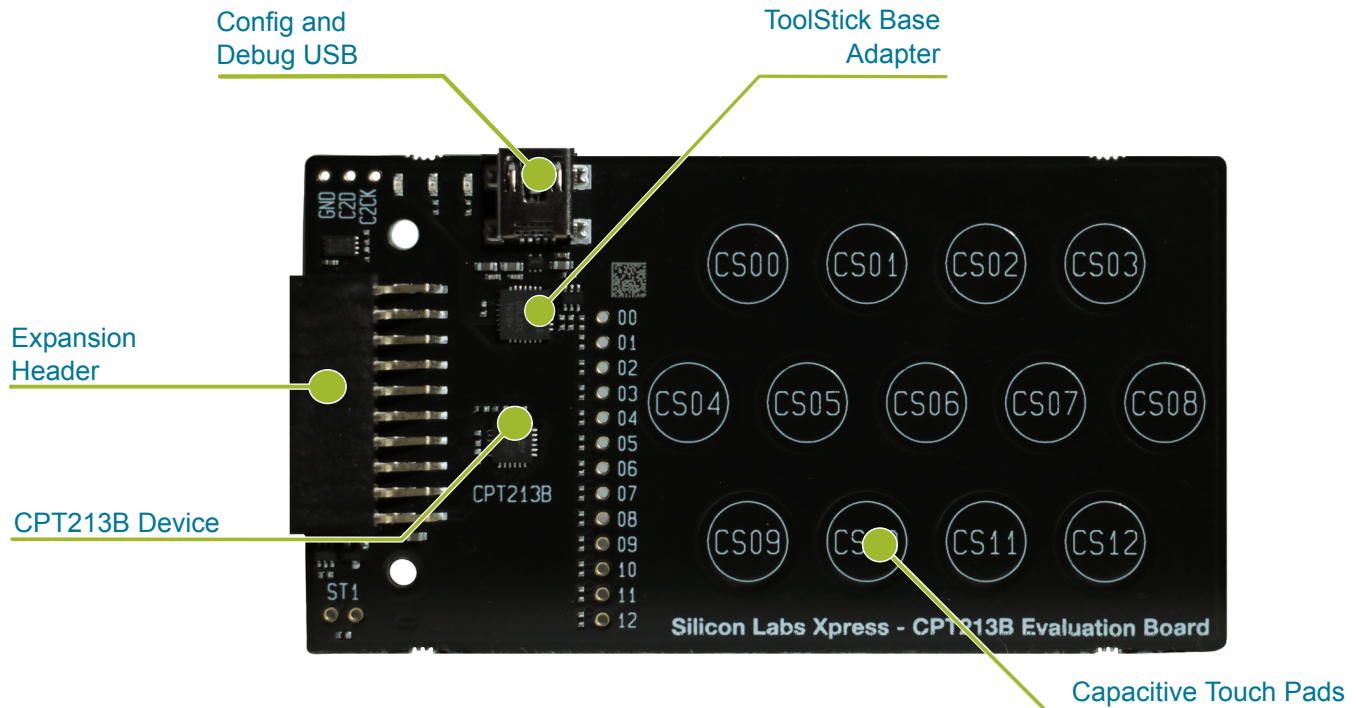 Config and
Debug USB
ToolStick Base
Adapter
GND
C2D
C2CK
CS00 CS01 CS02 CS03
00
01
Expansion
Header
02
03
CS04 CS05 CS06 CS07 CS08
04
05
06
07
CPT213B
08
CPT213B Device
09
CS09 CS11 CS12
10
ST1
11
12
Silicon Labs Xpress - CPT213B Evaluation Board
Capacitive Touch Pads